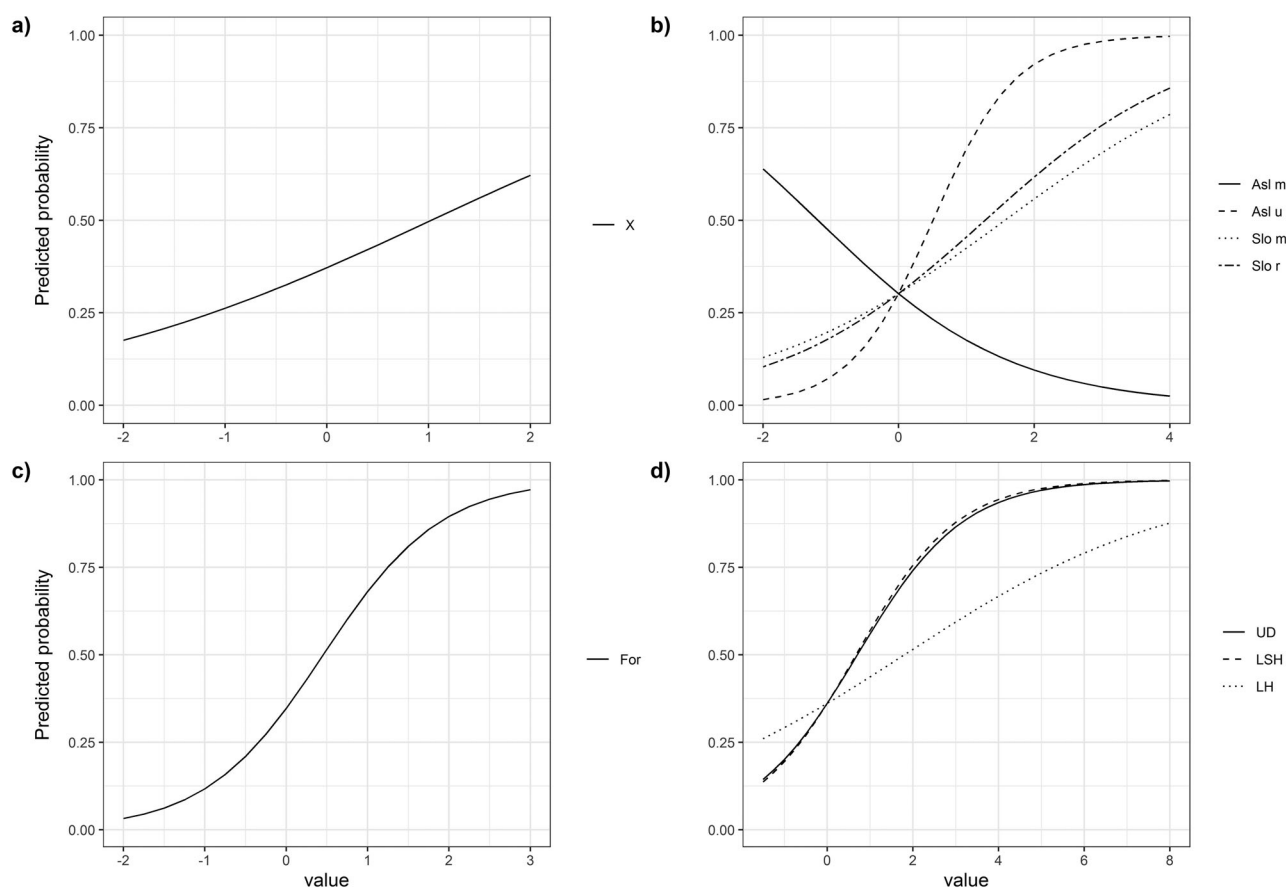 a)
Predicted probability
1.00
0.75
0.50
0.25
0.00
-2
-1
0
1
2
X
b)
1.00
0.75
0.50
0.25
0.00
-2
0
2
4
Asl m
Asl u
Slo m
Slo r
c)
Predicted probability
1.00
0.75
0.50
0.25
0.00
-2
-1
0
1
2
3
value
For
d)
1.00
0.75
0.50
0.25
0.00
0
2
4
6
8
value
UD
LSH
LH